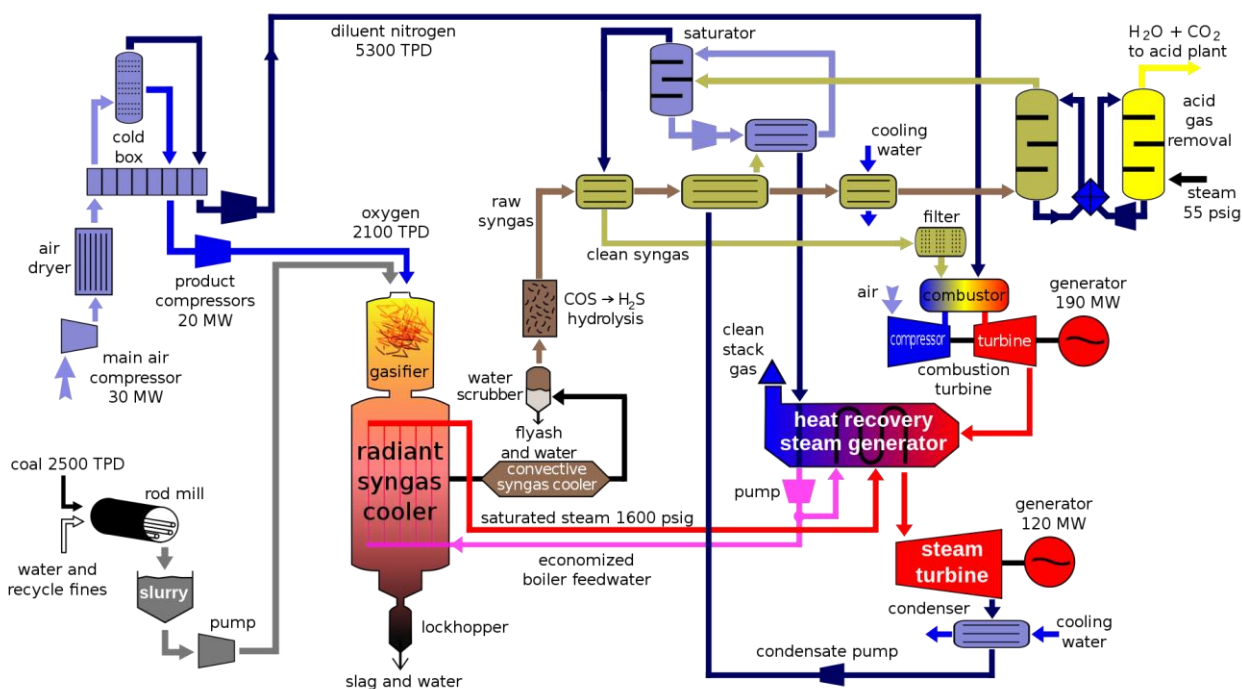 diluent nitrogen
5300 TPD
saturator
H₂O + CO₂
to acid plant
cold
box
cooling
water
acid
gas
removal
steam
55 psig
raw
syngas
oxygen
2100 TPD
filter
clean syngas
air
dryer
product
compressors
20 MW
COS → H₂S
hydrolysis
air
combustor
generator
190 MW
compressor
turbine
combustion
turbine
main air
compressor
30 MW
gasifier
water
scrubber
clean
stack
gas
flyash
and water
heat recovery
steam generator
radiant
syngas
cooler
convective
syngas cooler
coal 2500 TPD
rod mill
pump
saturated steam 1600 psig
generator
120 MW
economized
boiler feedwater
steam
turbine
water and
recycle fines
slurry
pump
condenser
cooling
water
lockhopper
condensate pump
slag and water